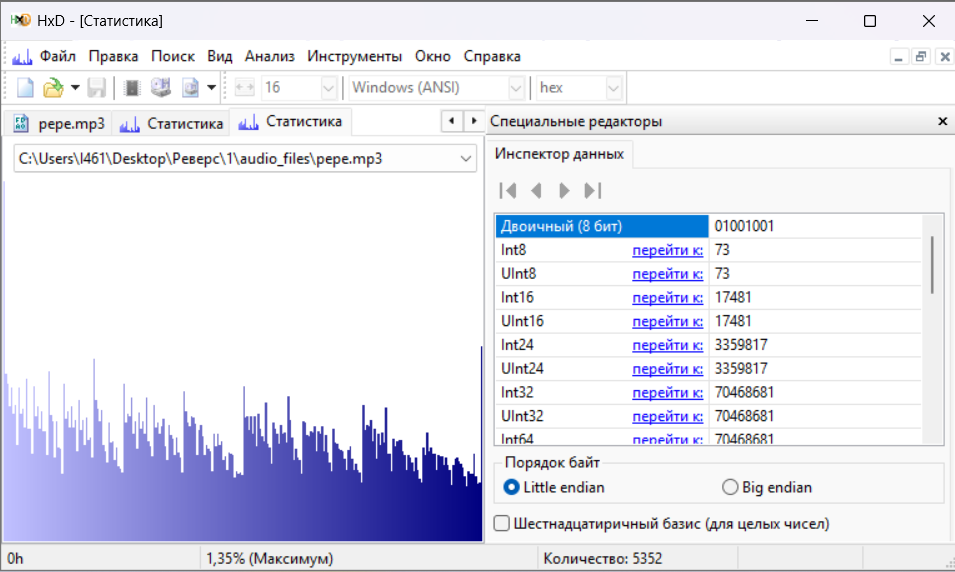 HxD - [Статистика]
Файл Правка Поиск Вид Анализ Инструменты Окно Справка
16 Windows (ANSI) hex
pepe.mp3 Статистика Статистика
Специальные редакторы
C:\Users\I461\Desktop\Реверс\1\audio_files\pepe.mp3
Инспектор данных
Двоичный (8 бит) 01001001
Int8 перейти к: 73
UInt8 перейти к: 73
Int16 перейти к: 17481
UInt16 перейти к: 17481
Int24 перейти к: 3359817
UInt24 перейти к: 3359817
Int32 перейти к: 70468681
UInt32 перейти к: 70468681
Int64 перейти к: 70468681
Порядок байт
Little endian Big endian
Шестнадцатиричный базис (для целых чисел)
0h 1,35% (Максимум) Количество: 5352